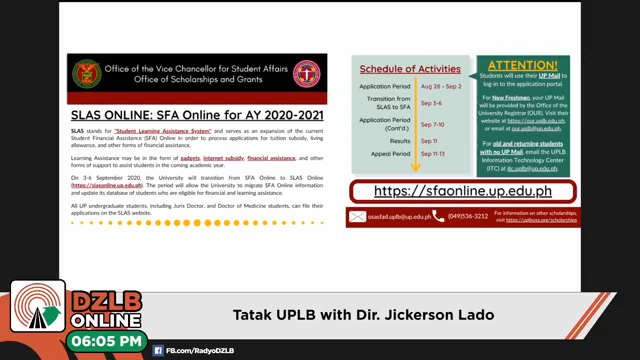 Office of the Vice Chancellor for Student Affairs
Office of Scholarships and Grants
SLAS ONLINE: SFA Online for AY 2020-2021
SLAS stands for "Student Learning Assistance System" and serves as an expansion of the current
Student Financial Assistance (SFA) Online in order to process applications for tuition subsidy, living
allowance, and other forms of financial assistance.
Learning Assistance may be in the form of gadgets, internet subsidy, financial assistance, and other
forms of support to assist students in the coming academic year.
On 3-6 September 2020, the University will transition from SFA Online to SLAS Online
(https://slasonline.up.edu.ph). The period will allow the University to migrate SFA Online information
and update its database of students who are eligible for financial and learning assistance.
All UP undergraduate students, including Juris Doctor, and Doctor of Medicine students, can file their
applications on the SLAS website.
Schedule of Activities
Application Period Aug 28 - Sep 2
Transition from
SLAS to SFA Sep 3-6
Application Period
(Cont'd.) Sep 7-10
Results Sep 11
Appeal Period Sep 11-13
ATTENTION!
Students will use their UP Mail to
log-in to the application portal.
For New Freshmen, your UP Mail
will be provided by the Office of the
University Registrar (OUR). Visit their
website at https://our.uplb.edu.ph,
or email at our.uplb@up.edu.ph.
For old and returning students
with no UP Mail, email the UPLB
Information Technology Center
(ITC) at itc.uplb@up.edu.ph
https://sfaonline.up.edu.ph
osasfad.uplb@up.edu.ph (049)536-3212
For information on other scholarships,
visit https://uplbosa.org/scholarships
DZLB
ONLINE
06:05 PM
Tatak UPLB with Dir. Jickerson Lado
FB.com/RadyoDZLB